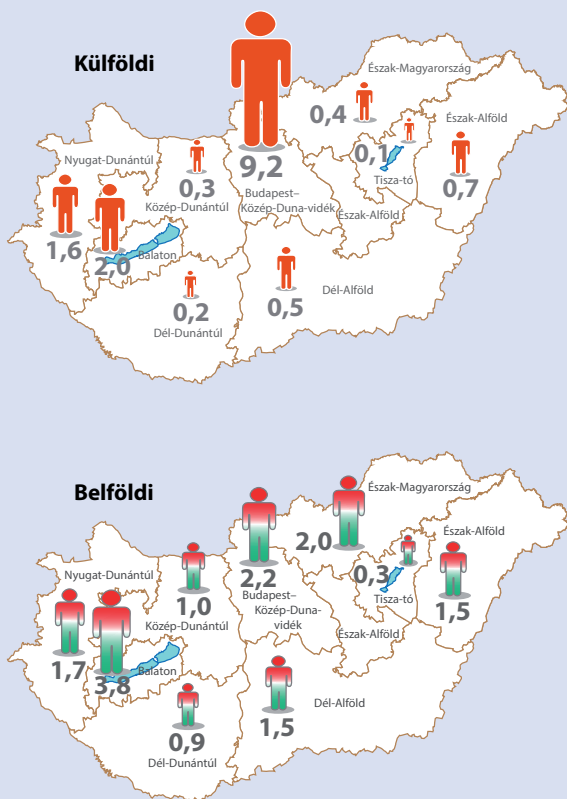 Külföldi
Észak-Magyarország
0,4
Észak-Alföld
Nyugat-Dunántúl
9,2
0,1
0,3
Tisza-tó
0,7
Budapest–
Közép-Duna-vidék
Közép-Dunántúl
Észak-Alföld
1,6
2,0
Balaton
0,5
Dél-Alföld
0,2
Dél-Dunántúl
Belföldi
Észak-Magyarország
2,0
Észak-Alföld
Nyugat-Dunántúl
2,2
0,3
1,0
Budapest–
Közép-Duna-
vidék
Tisza-tó
1,5
Közép-Dunántúl
Észak-Alföld
1,7
3,8
Balaton
1,5
Dél-Alföld
0,9
Dél-Dunántúl